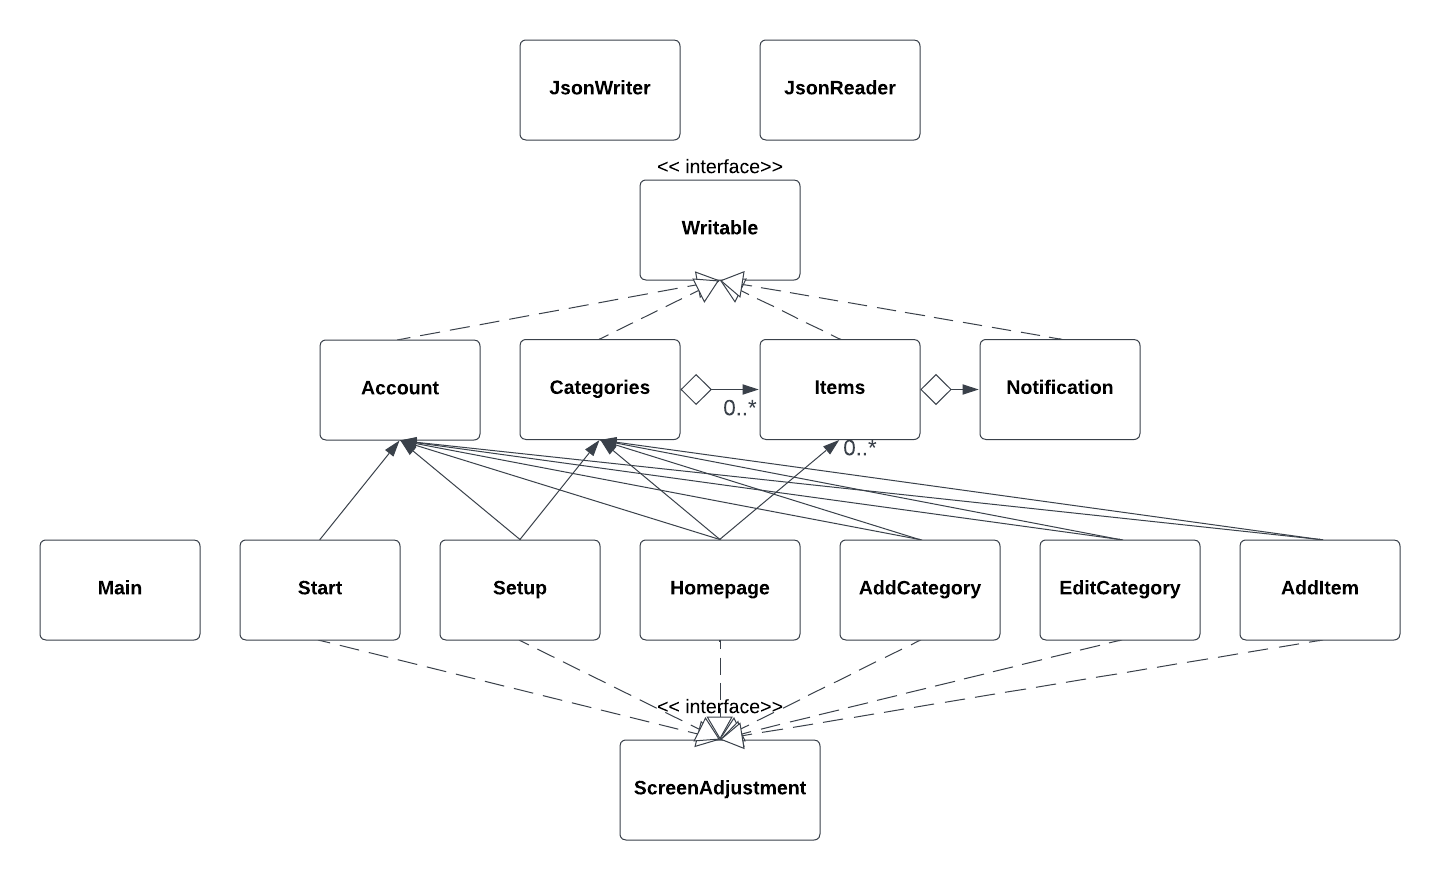 JsonWriter
JsonReader
<< interface>>
Writable
Account
Categories
0..*
Items
Notification
0..*
Main
Start
Setup
Homepage
AddCategory
EditCategory
AddItem
<< interface>>
ScreenAdjustment